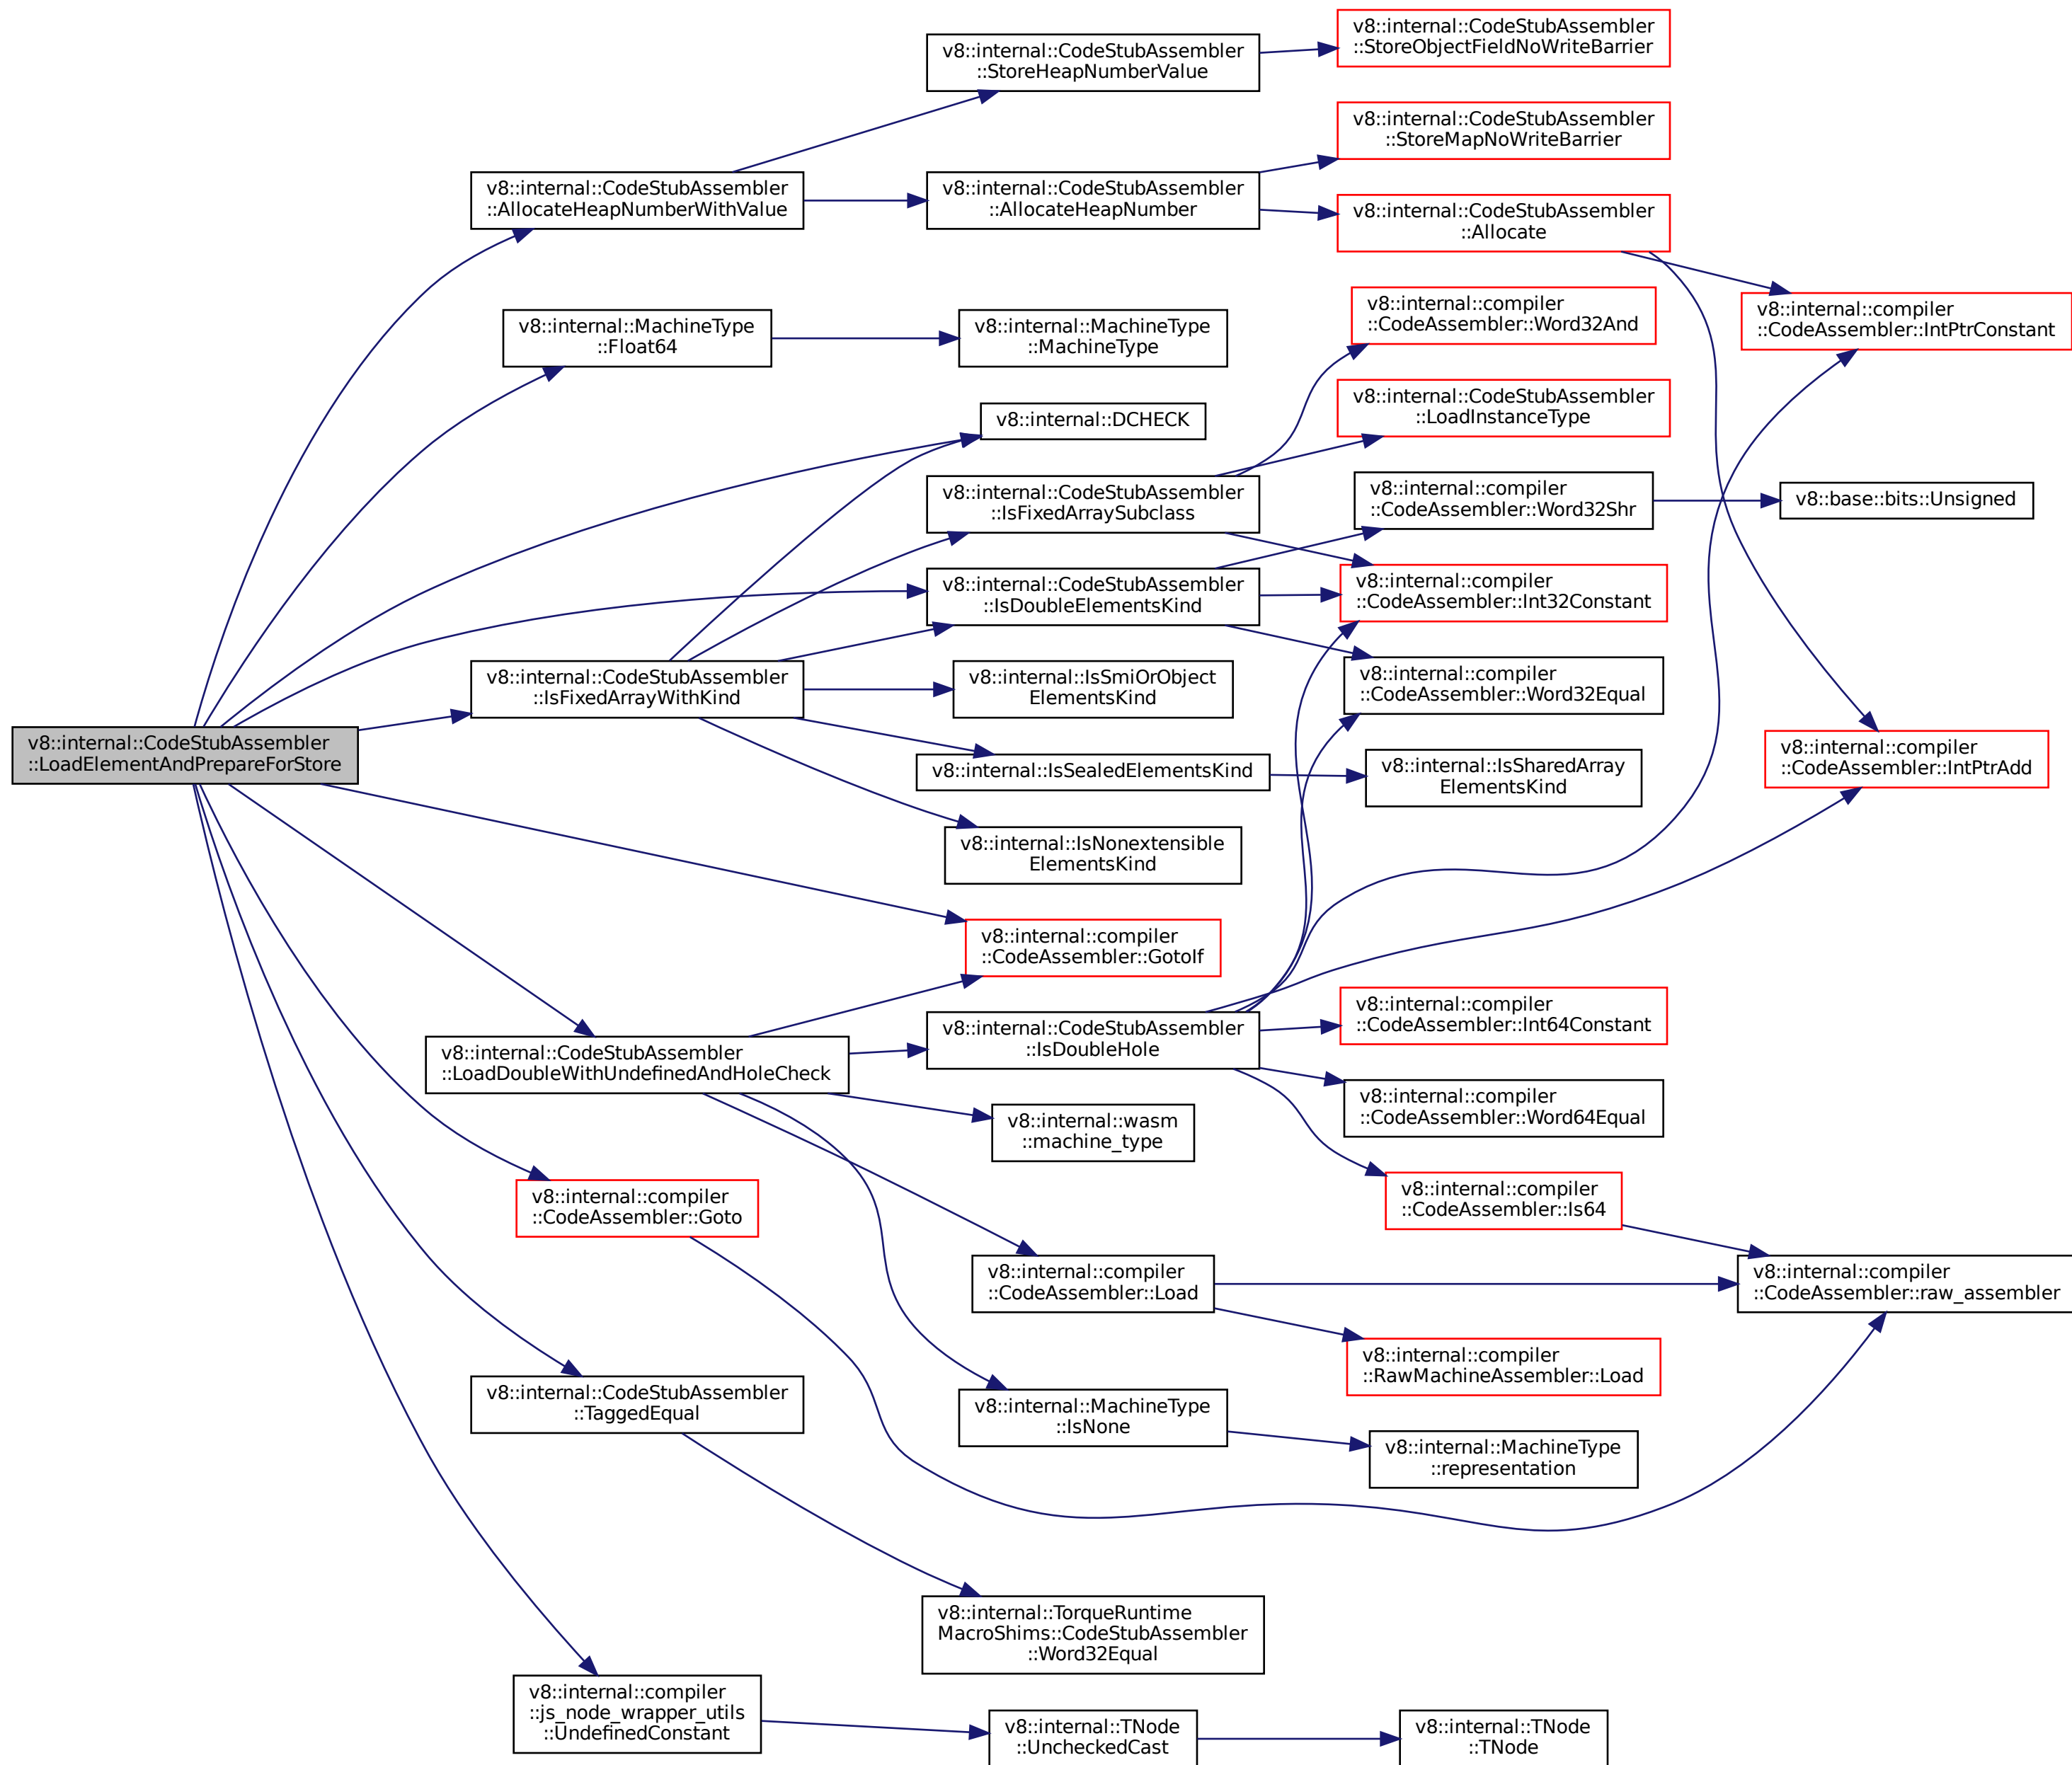 v8::internal::CodeStubAssembler
::LoadElementAndPrepareForStore
v8::internal::CodeStubAssembler
::AllocateHeapNumberWithValue
v8::internal::MachineType
::Float64
v8::internal::CodeStubAssembler
::IsFixedArrayWithKind
v8::internal::CodeStubAssembler
::LoadDoubleWithUndefinedAndHoleCheck
v8::internal::compiler
::CodeAssembler::Goto
v8::internal::CodeStubAssembler
::TaggedEqual
v8::internal::compiler
::js_node_wrapper_utils
::UndefinedConstant
v8::internal::CodeStubAssembler
::StoreHeapNumberValue
v8::internal::CodeStubAssembler
::AllocateHeapNumber
v8::internal::MachineType
::MachineType
v8::internal::DCHECK
v8::internal::CodeStubAssembler
::IsFixedArraySubclass
v8::internal::CodeStubAssembler
::IsDoubleElementsKind
v8::internal::IsSmiOrObject
ElementsKind
v8::internal::IsSealedElementsKind
v8::internal::IsNonextensible
ElementsKind
v8::internal::compiler
::CodeAssembler::GotoIf
v8::internal::CodeStubAssembler
::IsDoubleHole
v8::internal::wasm
::machine_type
v8::internal::compiler
::CodeAssembler::Load
v8::internal::MachineType
::IsNone
v8::internal::TorqueRuntime
MacroShims::CodeStubAssembler
::Word32Equal
v8::internal::TNode
::UncheckedCast
v8::internal::CodeStubAssembler
::StoreObjectFieldNoWriteBarrier
v8::internal::CodeStubAssembler
::StoreMapNoWriteBarrier
v8::internal::CodeStubAssembler
::Allocate
v8::internal::compiler
::CodeAssembler::Word32And
v8::internal::CodeStubAssembler
::LoadInstanceType
v8::internal::compiler
::CodeAssembler::Word32Shr
v8::internal::compiler
::CodeAssembler::Int32Constant
v8::internal::compiler
::CodeAssembler::Word32Equal
v8::internal::IsSharedArray
ElementsKind
v8::internal::compiler
::CodeAssembler::Int64Constant
v8::internal::compiler
::CodeAssembler::Word64Equal
v8::internal::compiler
::CodeAssembler::Is64
v8::internal::compiler
::RawMachineAssembler::Load
v8::internal::MachineType
::representation
v8::internal::TNode
::TNode
v8::internal::compiler
::CodeAssembler::IntPtrConstant
v8::base::bits::Unsigned
v8::internal::compiler
::CodeAssembler::IntPtrAdd
v8::internal::compiler
::CodeAssembler::raw_assembler